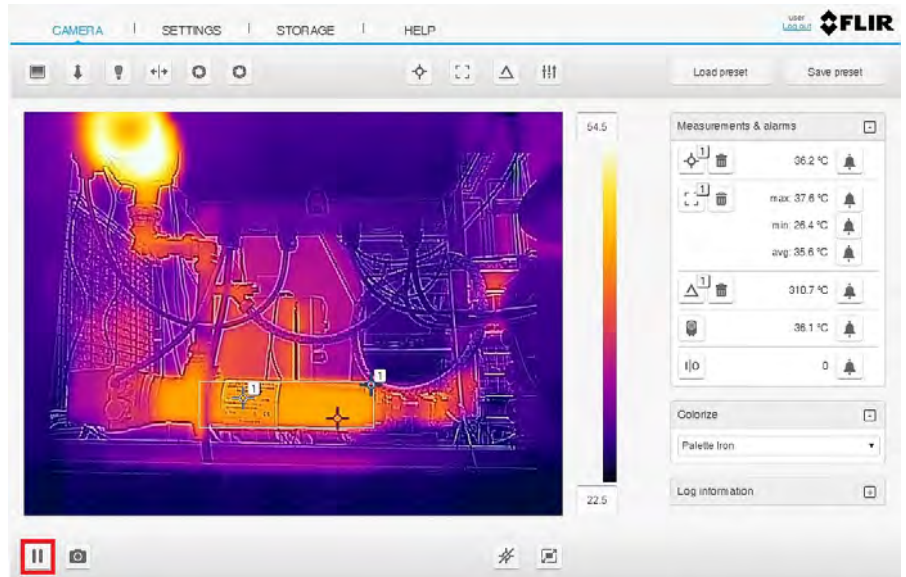 CAMERA SETTINGS STORAGE HELP
user
Log out
FLIR
Load preset Save preset
54.5
22.5
Measurements & alarms
1 36.2 °C
1 max: 37.6 °C
min: 26.4 °C
avg: 35.6 °C
1 310.7 °C
36.1 °C
I|O 0
Colorize
Palette Iron
Log information
1
1